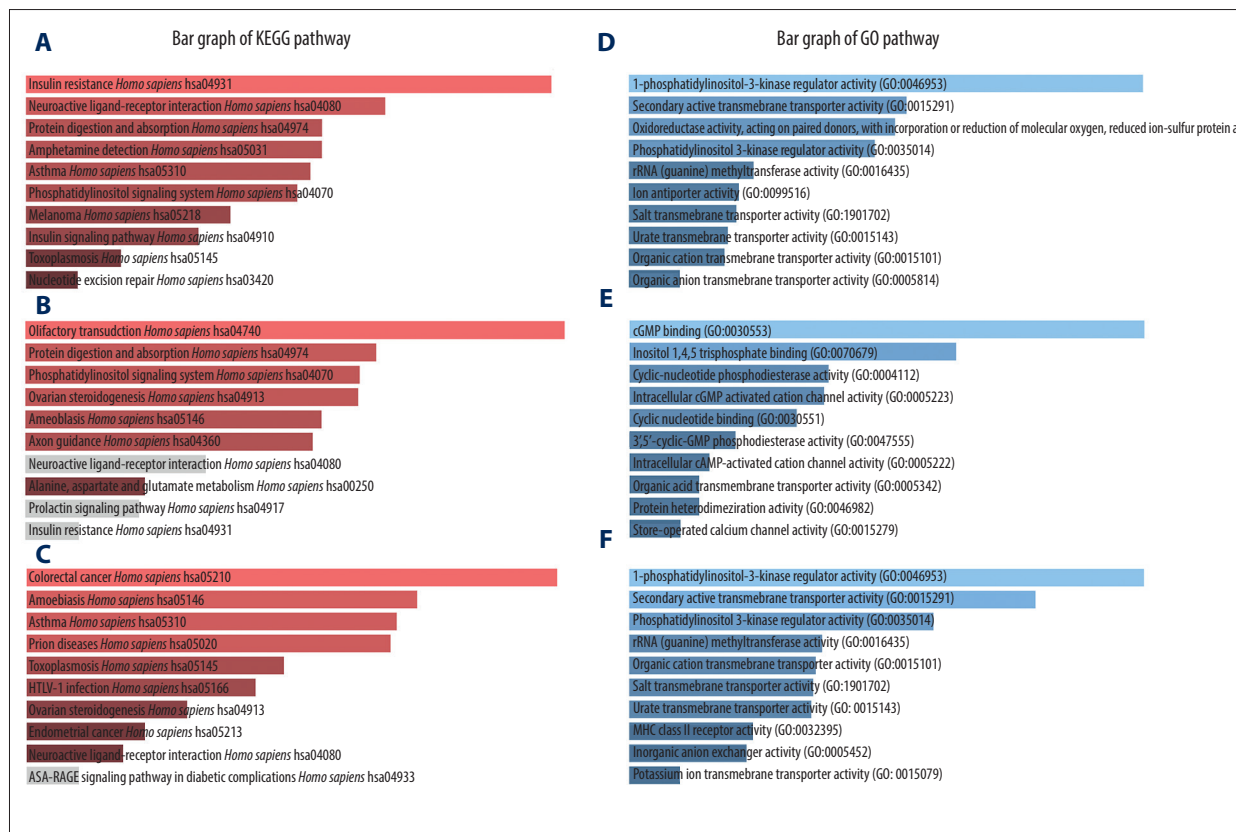 A
Bar graph of KEGG pathway
Insulin resistance Homo sapiens hsa04931
Neuroactive ligand-receptor interaction Homo sapiens hsa04080
Protein digestion and absorption Homo sapiens hsa04974
Amphetamine detection Homo sapiens hsa05031
Asthma Homo sapiens hsa05310
Phosphatidylinositol signaling system Homo sapiens hsa04070
Melanoma Homo sapiens hsa05218
Insulin signaling pathway Homo sapiens hsa04910
Toxoplasmosis Homo sapiens hsa05145
Nucleotide excision repair Homo sapiens hsa03420
B
Olifactory transudction Homo sapiens hsa04740
Protein digestion and absorption Homo sapiens hsa04974
Phosphatidylinositol signaling system Homo sapiens hsa04070
Ovarian steroidogenesis Homo sapiens hsa04913
Ameoblasis Homo sapiens hsa05146
Axon guidance Homo sapiens hsa04360
Neuroactive ligand-receptor interaction Homo sapiens hsa04080
Alanine, aspartate and glutamate metabolism Homo sapiens hsa00250
Prolactin signaling pathway Homo sapiens hsa04917
Insulin resistance Homo sapiens hsa04931
C
Colorectal cancer Homo sapiens hsa05210
Amoebiasis Homo sapiens hsa05146
Asthma Homo sapiens hsa05310
Prion diseases Homo sapiens hsa05020
Toxoplasmosis Homo sapiens hsa05145
HTLV-1 infection Homo sapiens hsa05166
Ovarian steroidogenesis Homo sapiens hsa04913
Endometrial cancer Homo sapiens hsa05213
Neuroactive ligand-receptor interaction Homo sapiens hsa04080
ASA-RAGE signaling pathway in diabetic complications Homo sapiens hsa04933
D
Bar graph of GO pathway
1-phosphatidylinositol-3-kinase regulator activity (GO:0046953)
Secondary active transmembrane transporter activity (GO:0015291)
Oxidoreductase activity, acting on paired donors, with incorporation or reduction of molecular oxygen, reduced ion-sulfur protein a
Phosphatidylinositol 3-kinase regulator activity (GO:0035014)
rRNA (guanine) methyltransferase activity (GO:0016435)
Ion antiporter activity (GO:0099516)
Salt transmembrane transporter activity (GO:1901702)
Urate transmembrane transporter activity (GO:0015143)
Organic cation transmembrane transporter activity (GO:0015101)
Organic anion transmembrane transporter activity (GO:0005814)
E
cGMP binding (GO:0030553)
Inositol 1,4,5 trisphosphate binding (GO:0070679)
Cyclic-nucleotide phosphodiesterase activity (GO:0004112)
Intracellular cGMP activated cation channel activity (GO:0005223)
Cyclic nucleotide binding (GO:0030551)
3’,5’-cyclic-GMP phosphodiesterase activity (GO:0047555)
Intracellular cAMP-activated cation channel activity (GO:0005222)
Organic acid transmembrane transporter activity (GO:0005342)
Protein heterodimeziration activity (GO:0046982)
Store-operated calcium channel activity (GO:0015279)
F
1-phosphatidylinositol-3-kinase regulator activity (GO:0046953)
Secondary active transmembrane transporter activity (GO:0015291)
Phosphatidylinositol 3-kinase regulator activity (GO:0035014)
rRNA (guanine) methyltransferase activity (GO:0016435)
Organic cation transmembrane transporter activity (GO:0015101)
Salt transmembrane transporter activity (GO:1901702)
Urate transmembrane transporter activity (GO: 0015143)
MHC class II receptor activity (GO:0032395)
Inorganic anion exchanger activity (GO:0005452)
Potassium ion transmembrane transporter activity (GO: 0015079)